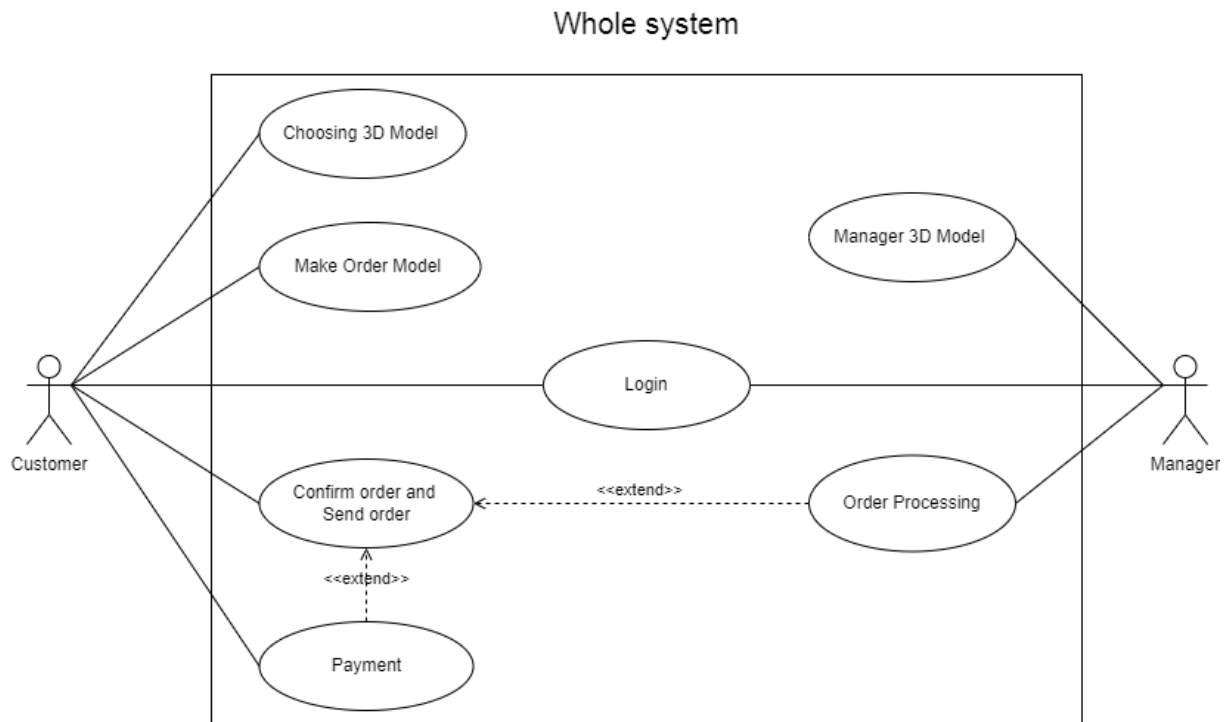 Whole system
Choosing 3D Model
Manager 3D Model
Make Order Model
Login
Customer
Manager
Confirm order and
Send order
<<extend>>
Order Processing
<<extend>>
Payment